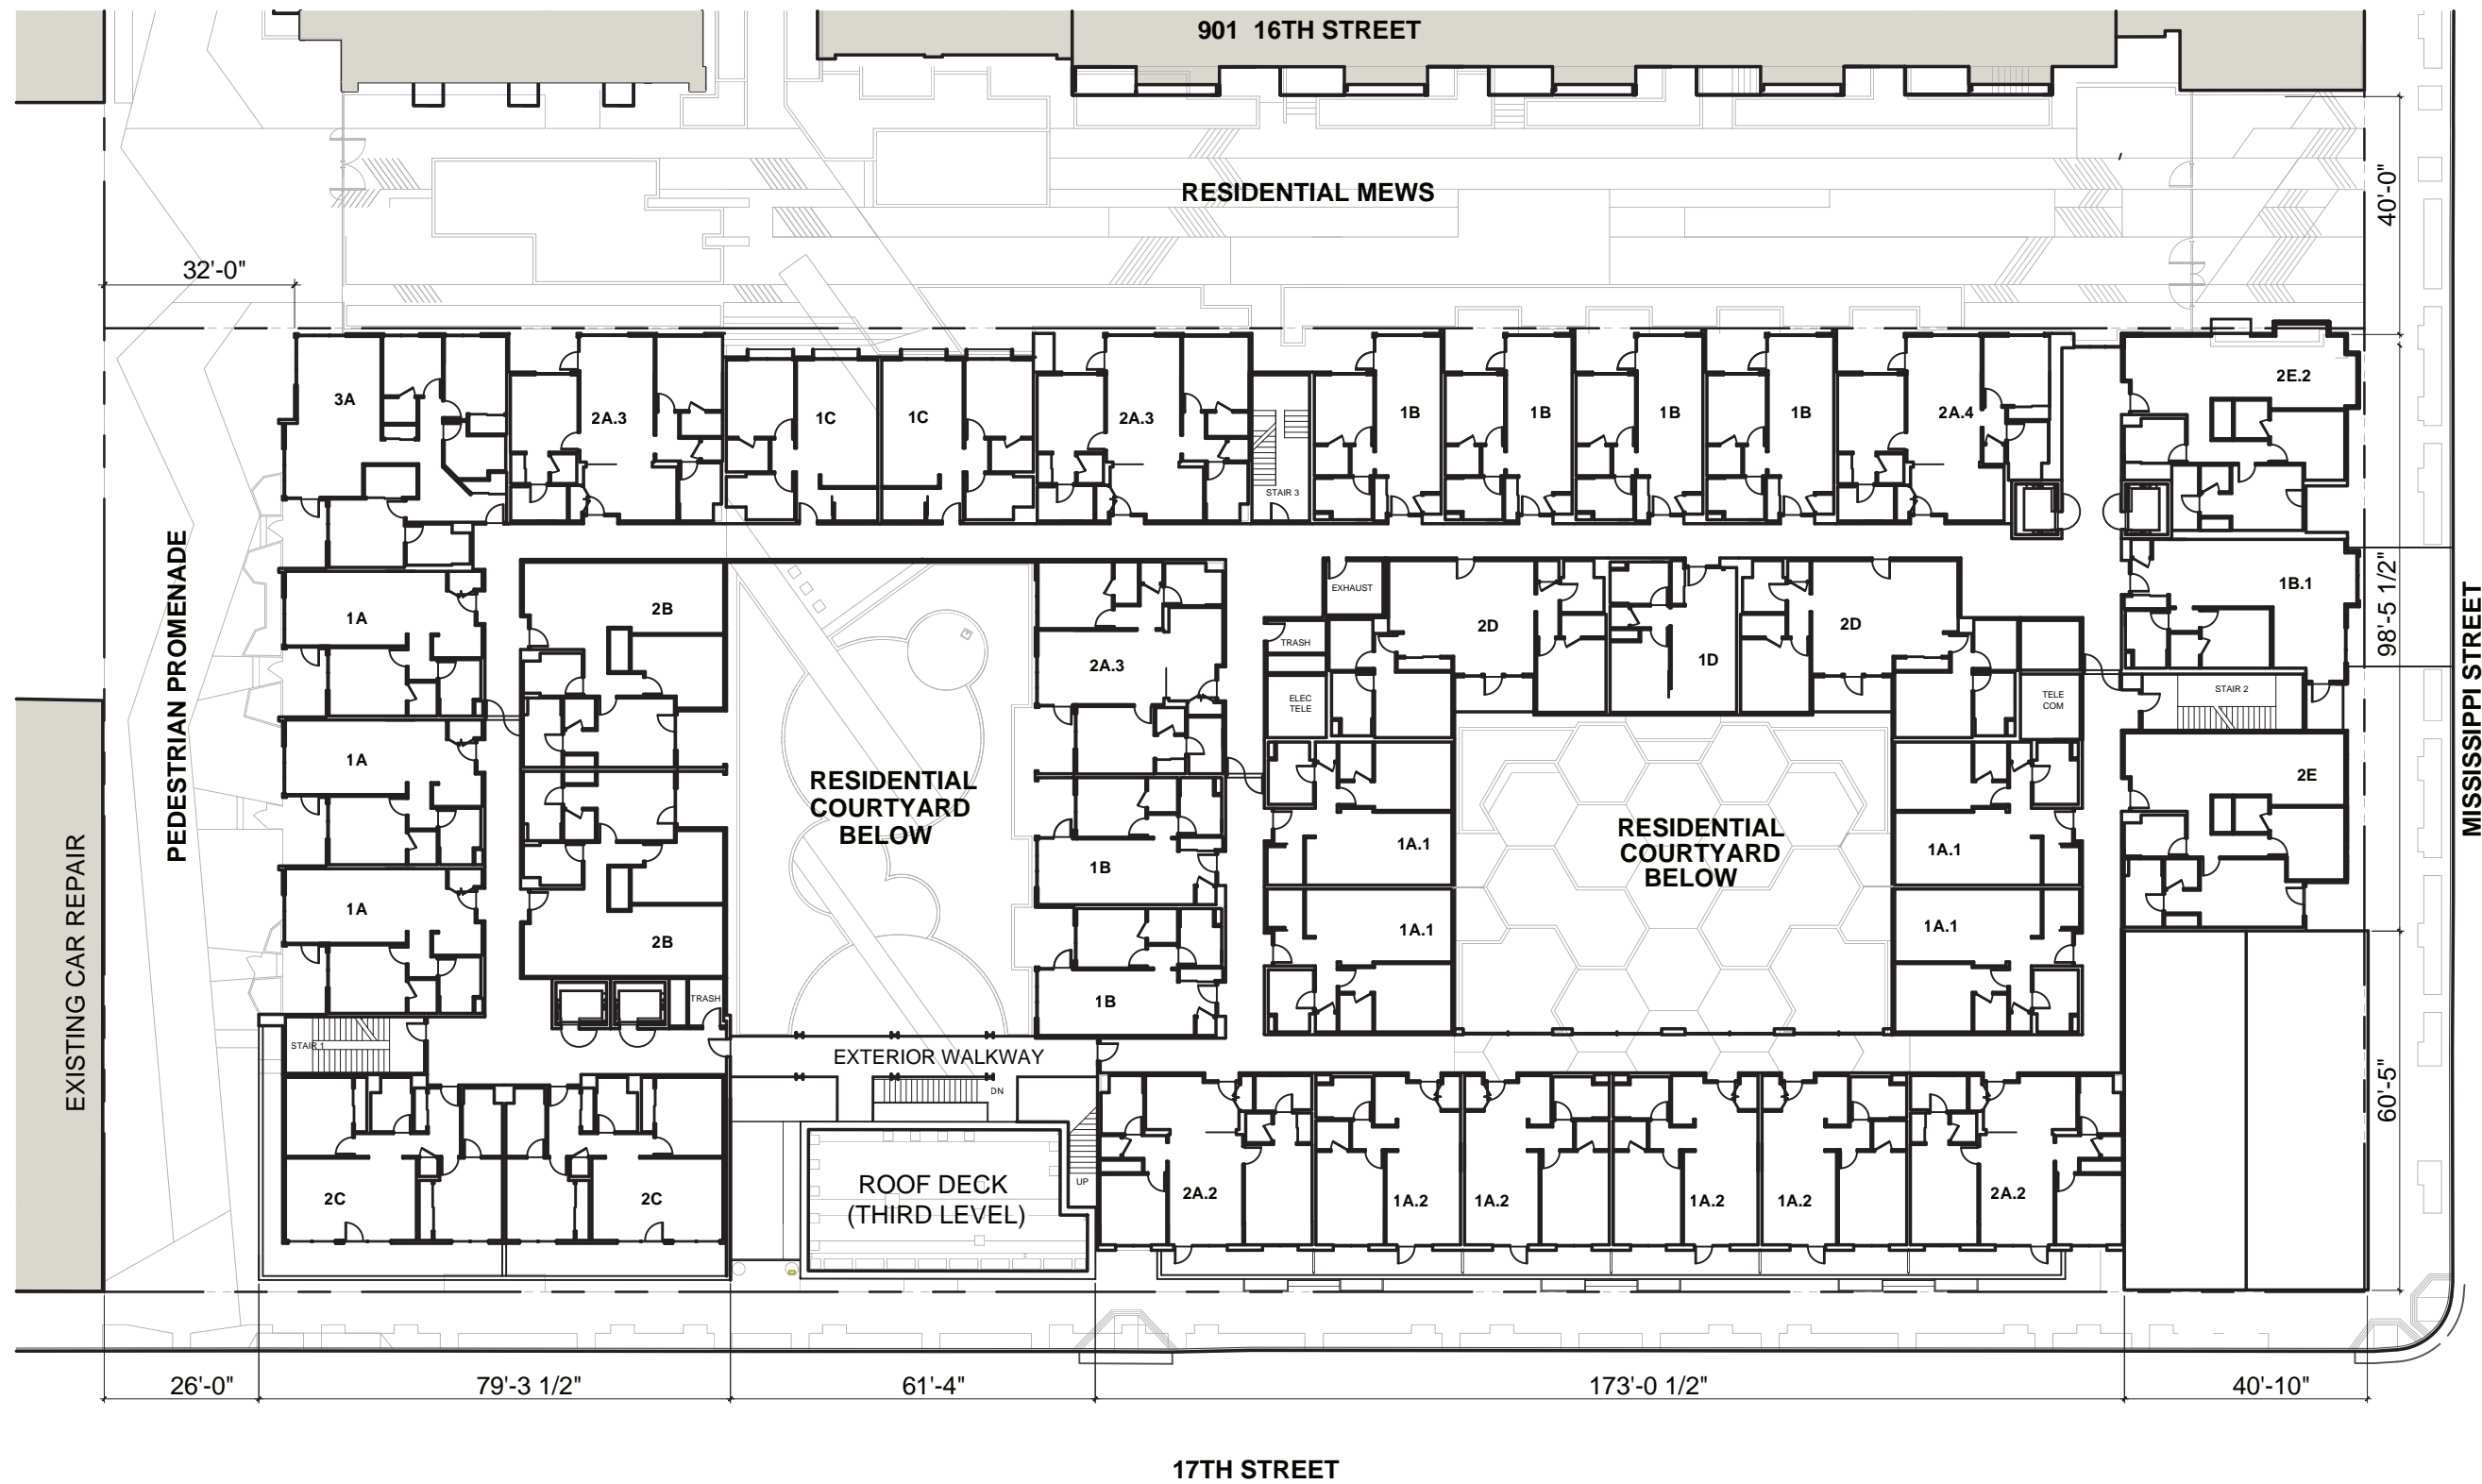 901 16TH STREET
RESIDENTIAL MEWS
40'-0"
32'-0"
3A
2A.3
1C
1C
2A.3
1B
1B
1B
1B
2A.4
2E.2
STAIR 3
PEDESTRIAN PROMENADE
1A
2B
2A.3
EXHAUST
TRASH
2D
1D
2D
1B.1
98'-5 1/2"
MISSISSIPPI STREET
ELEC
TELE
TELE
COM
STAIR 2
1A
RESIDENTIAL
COURTYARD
BELOW
2E
1B
1A.1
RESIDENTIAL
COURTYARD
BELOW
1A.1
EXISTING CAR REPAIR
1A
2B
1A.1
1A.1
1B
TRASH
STAIR 1
EXTERIOR WALKWAY
DN
60'-5"
2C
2C
ROOF DECK
(THIRD LEVEL)
UP
2A.2
1A.2
1A.2
1A.2
1A.2
2A.2
26'-0"
79'-3 1/2"
61'-4"
173'-0 1/2"
40'-10"
17TH STREET